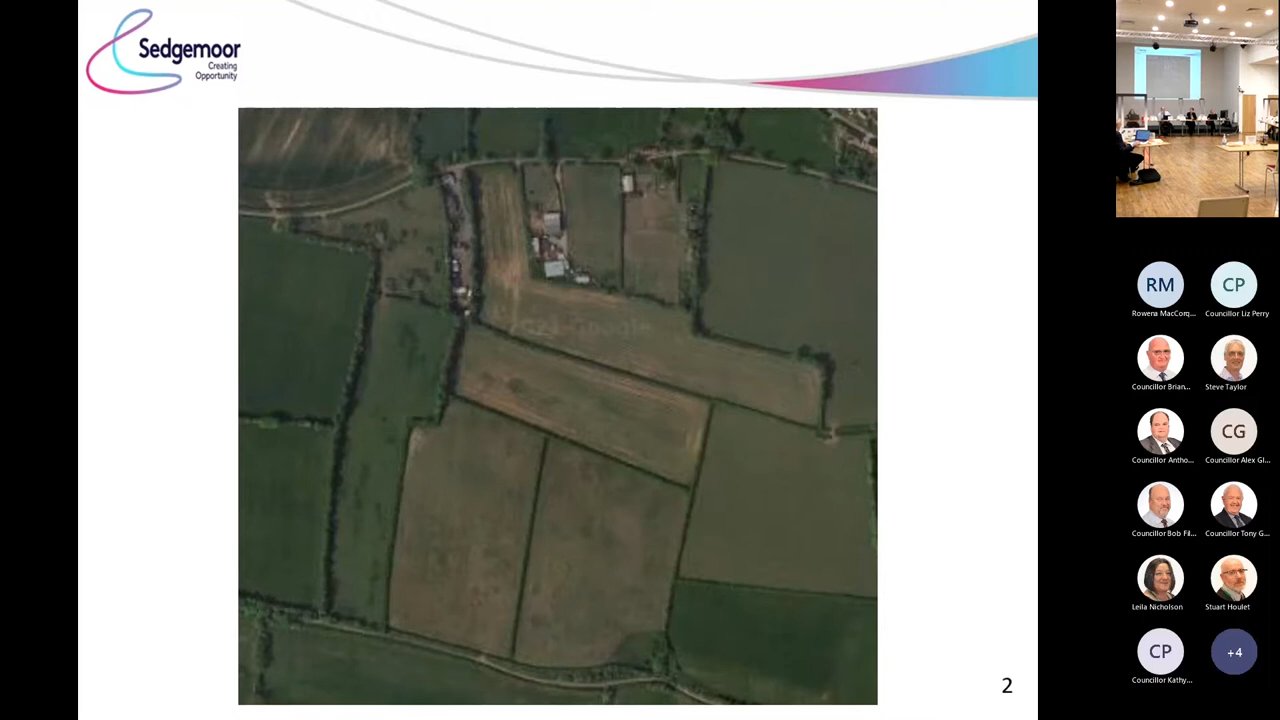 Sedgemoor
Creating
Opportunity
2
RM
Rowena MacCorq...
CP
Councillor Liz Perry
Councillor Brian...
Steve Taylor
Councillor Antho...
CG
Councillor Alex Gl...
Councillor Bob Fil...
Councillor Tony G...
Leila Nicholson
Stuart Houlet
CP
Councillor Kathy...
+4